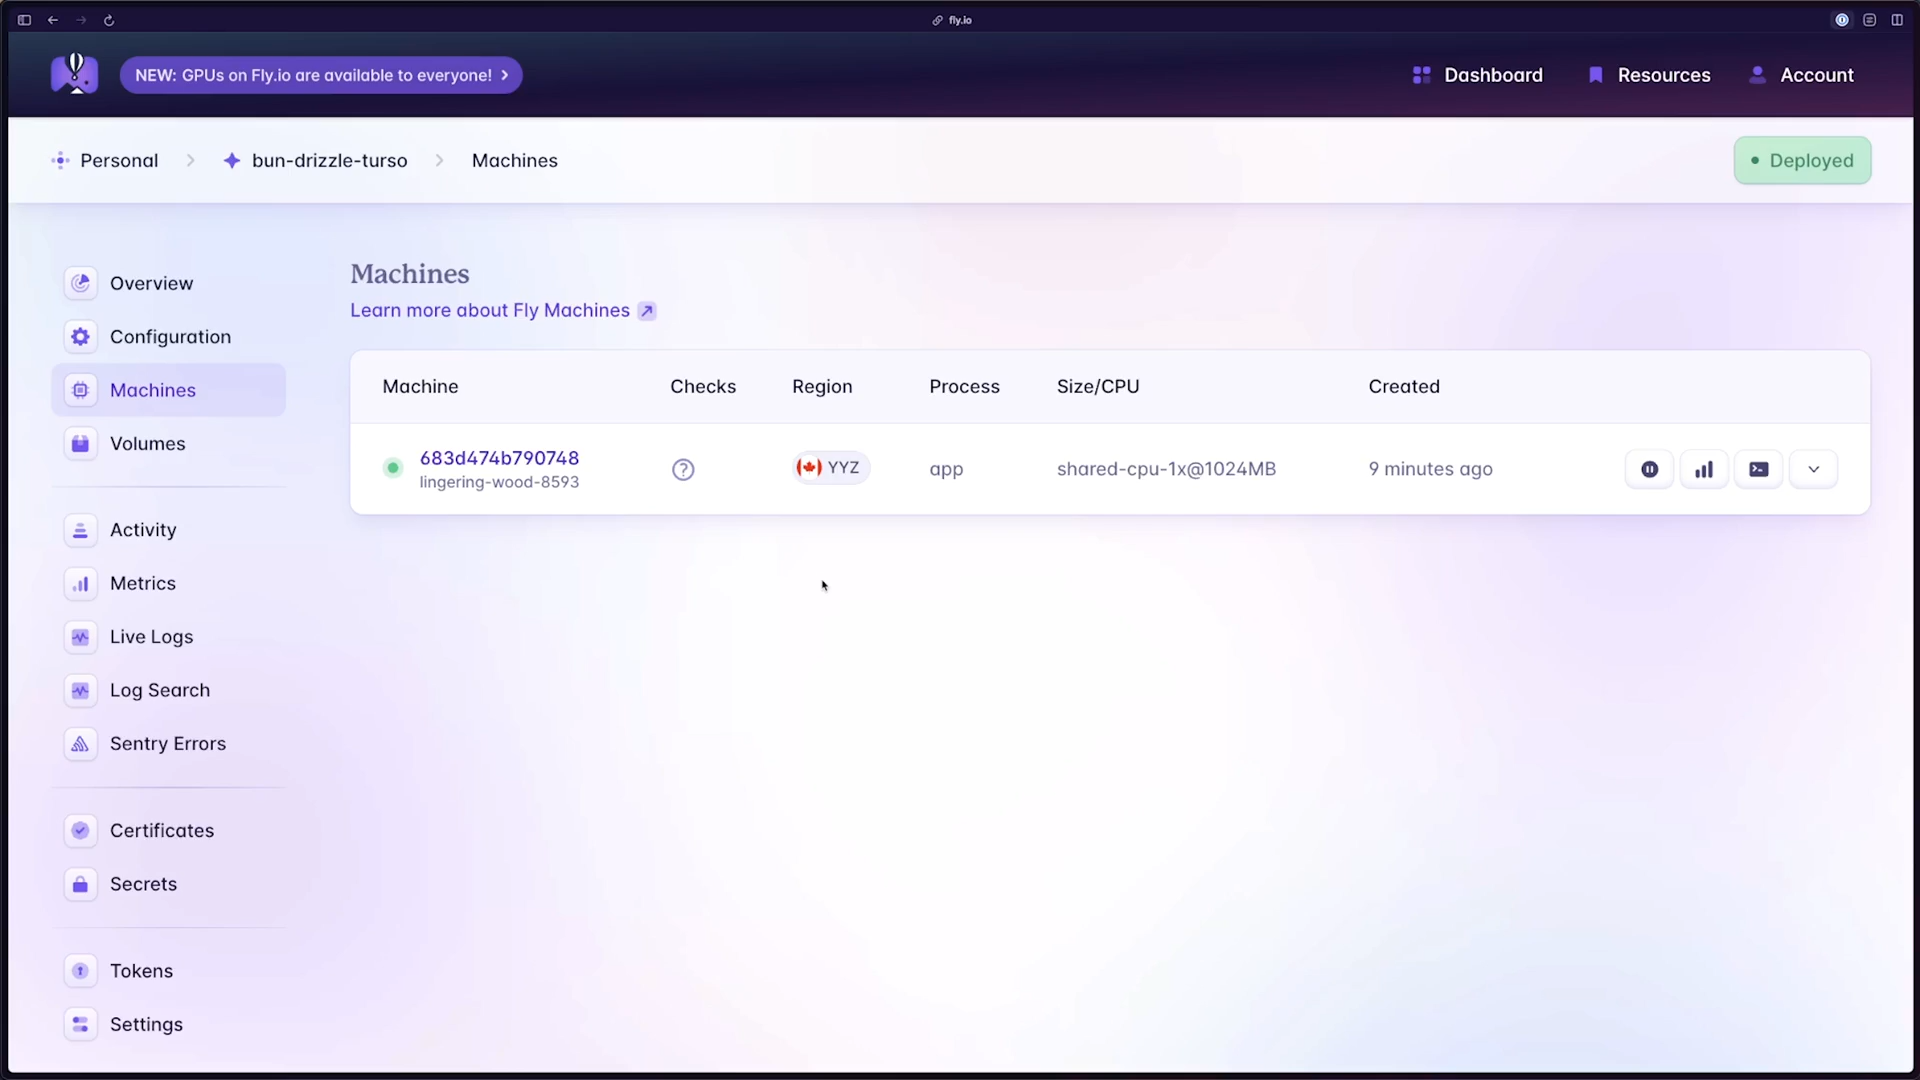 fly.io
NEW: GPUs on Fly.io are available to everyone!
Dashboard
Resources
Account
Personal
bun-drizzle-turso
Machines
Deployed
Overview
Configuration
Machines
Volumes
Activity
Metrics
Live Logs
Log Search
Sentry Errors
Certificates
Secrets
Tokens
Settings
Machines
Learn more about Fly Machines
Machine Checks Region Process Size/CPU Created
683d474b790748
lingering-wood-8593
YYZ
app
shared-cpu-1x@1024MB
9 minutes ago